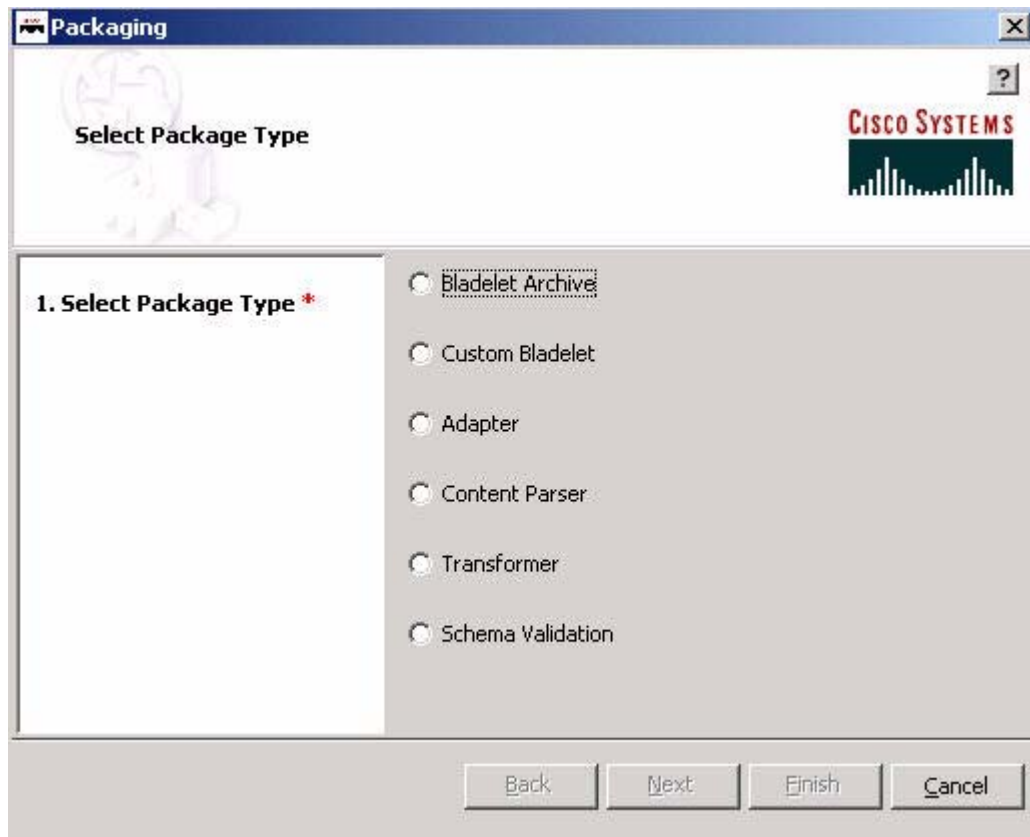 Packaging
?
Select Package Type
CISCO SYSTEMS
1. Select Package Type *
Bladelet Archive
Custom Bladelet
Adapter
Content Parser
Transformer
Schema Validation
Back Next Finish Cancel